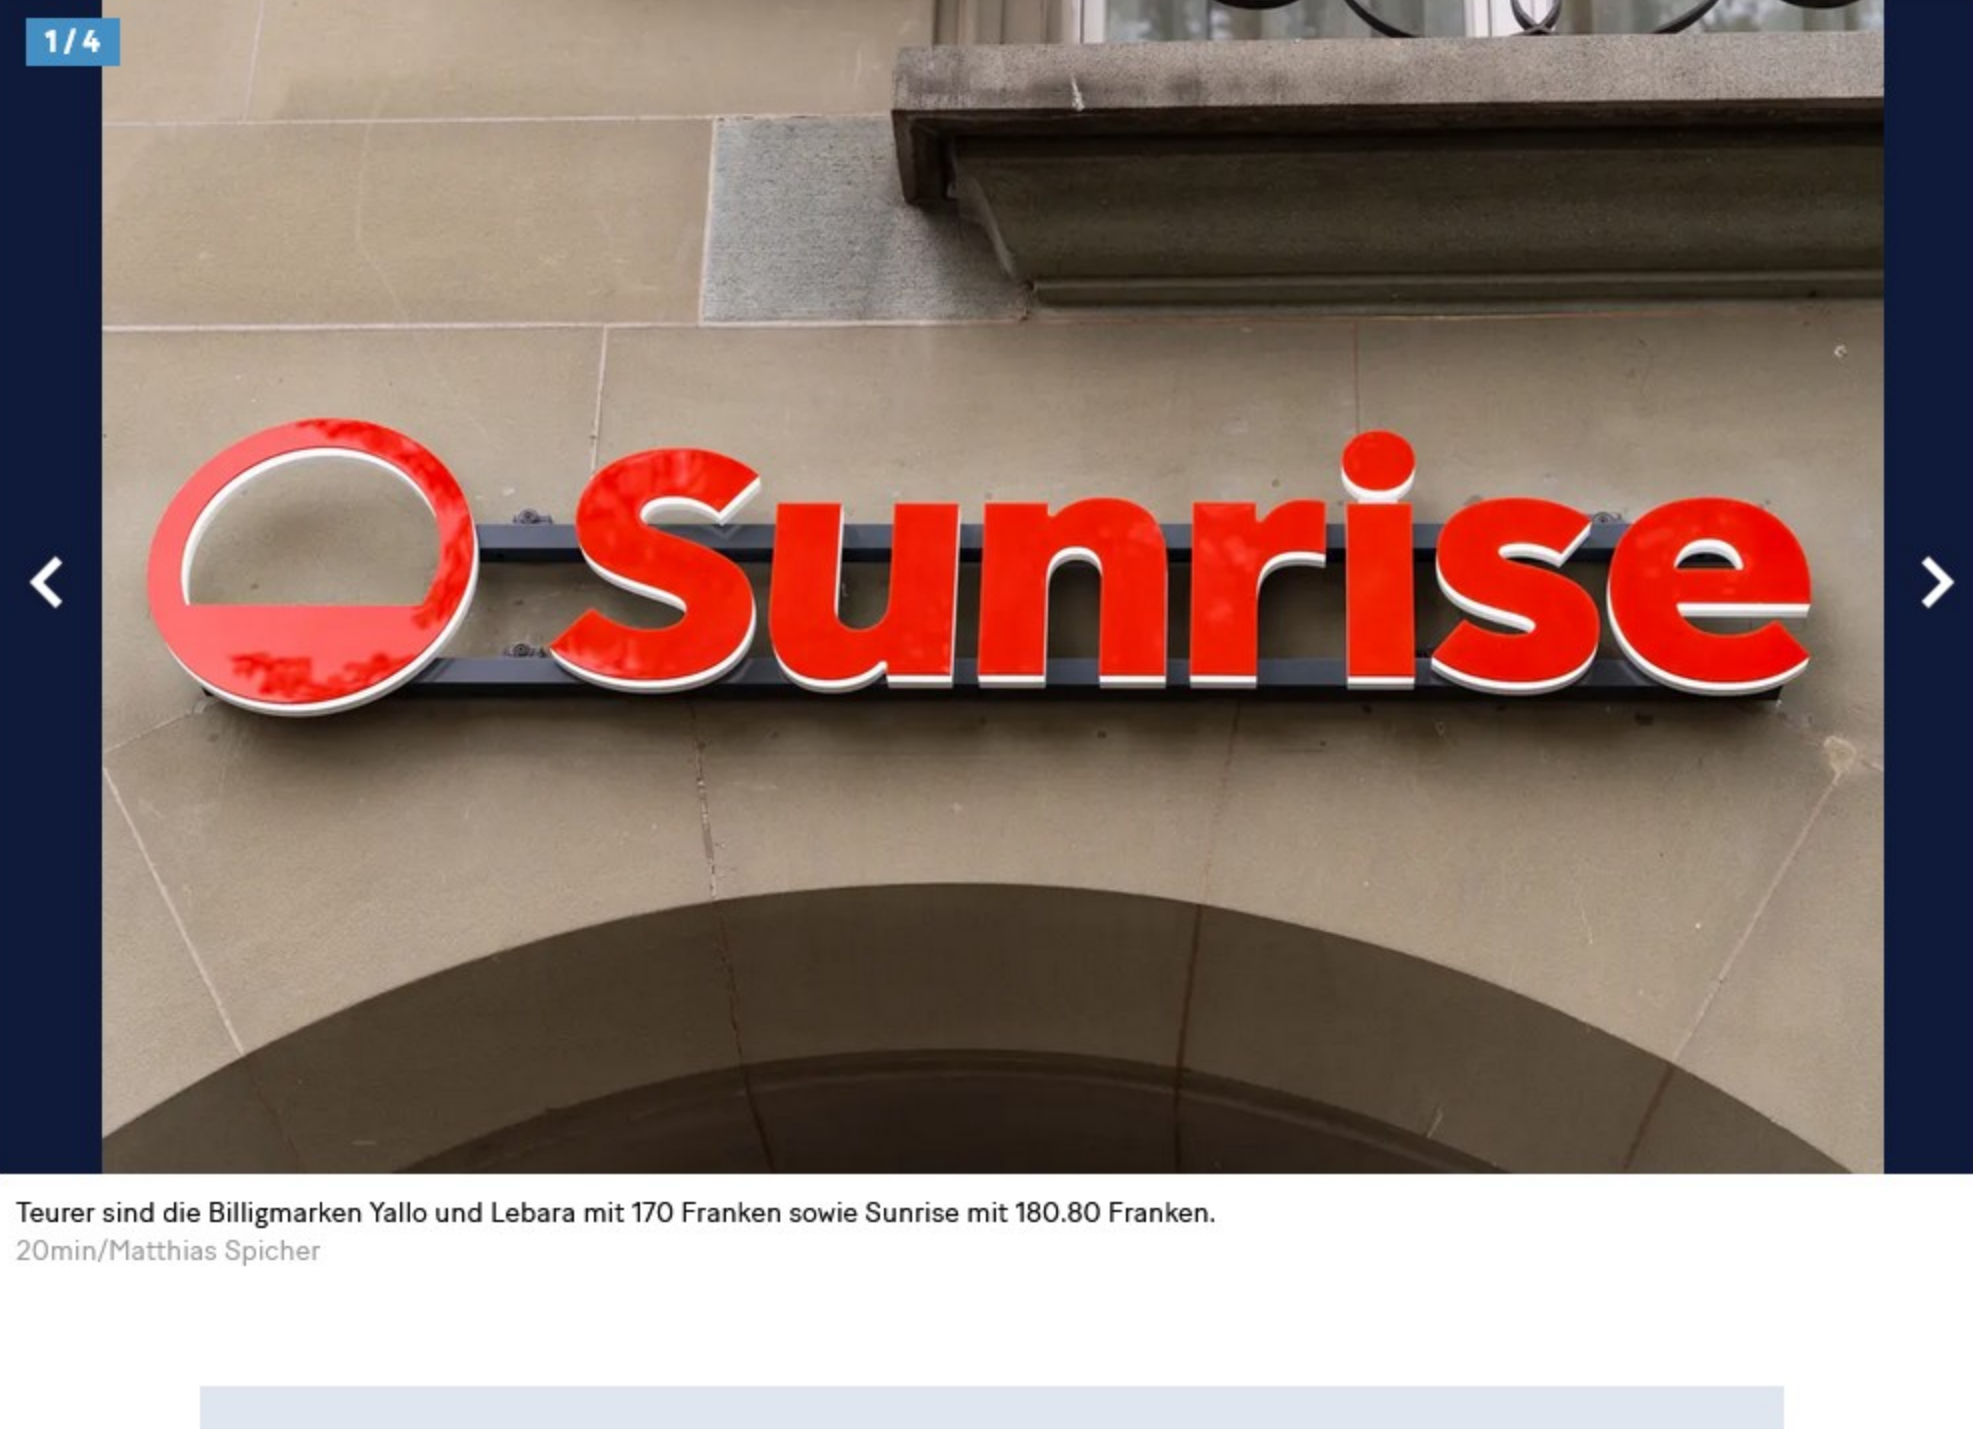 1/4
Sunrise
Teurer sind die Billigmarken Yallo und Lebara mit 170 Franken sowie Sunrise mit 180.80 Franken.
20min/Matthias Spicher